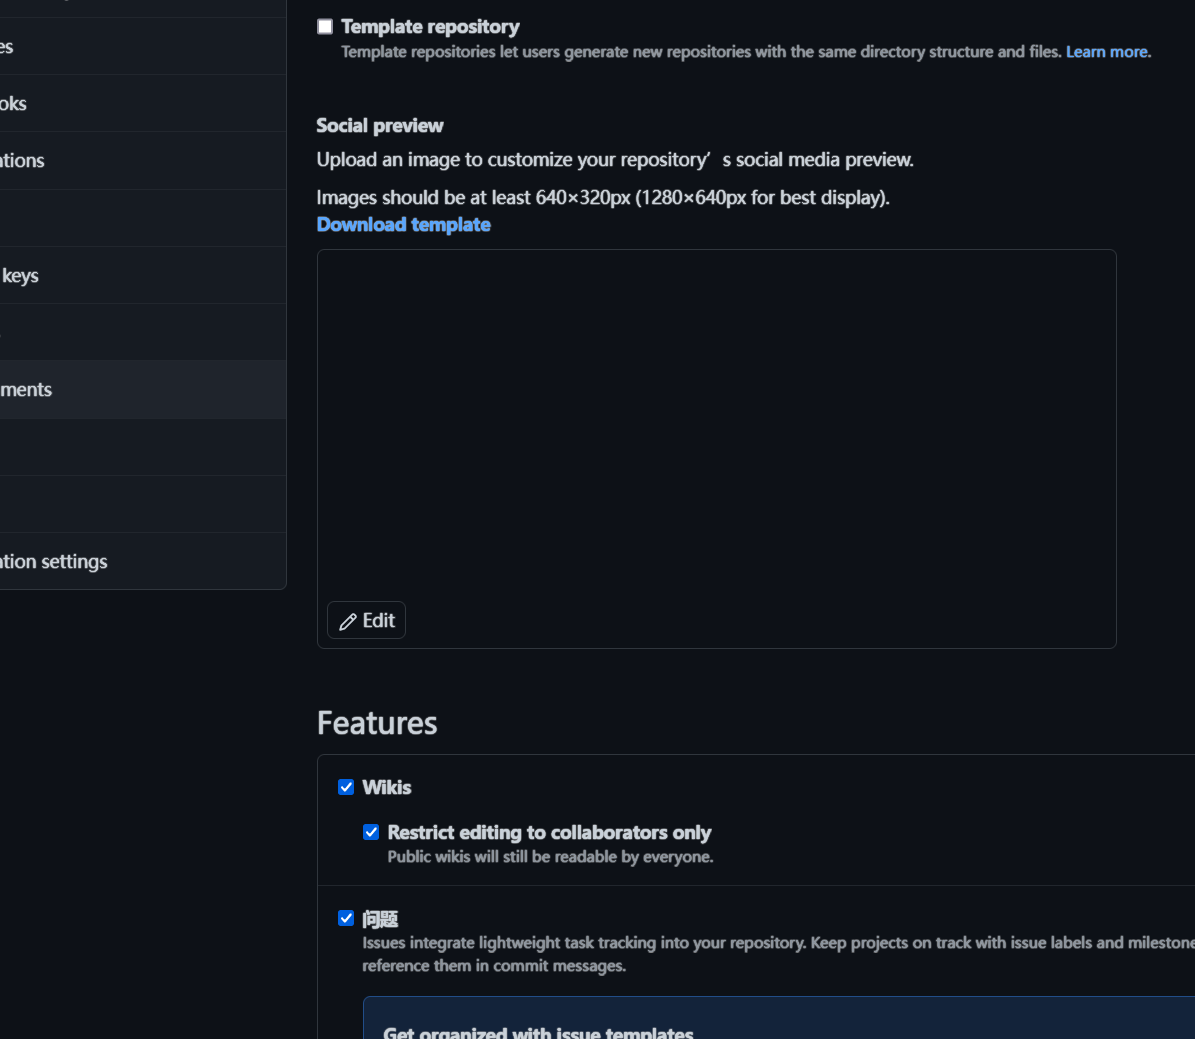 Template repository
Template repositories let users generate new repositories with the same directory structure and files. Learn more.
es
oks
tions
keys
ments
tion settings
Social preview
Upload an image to customize your repository’s social media preview.
Images should be at least 640×320px (1280×640px for best display).
Download template
Edit
Features
Wikis
Restrict editing to collaborators only
Public wikis will still be readable by everyone.
问题
Issues integrate lightweight task tracking into your repository. Keep projects on track with issue labels and milestone
reference them in commit messages.
Get organized with issue templates